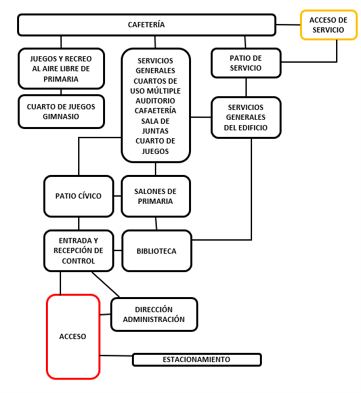 CAFETERÍA
ACCESO DE
SERVICIO
JUEGOS Y RECREO
AL AIRE LIBRE DE
PRIMARIA
SERVICIOS
GENERALES
CUARTOS DE
USO MÚLTIPLE
AUDITORIO
CAFAETERÍA
SALA DE
JUNTAS
CUARTO DE
JUEGOS
PATIO DE
SERVICIO
CUARTO DE JUEGOS
GIMNASIO
SERVICIOS
GENERALES
DEL EDIFICIO
PATIO CÍVICO
SALONES DE
PRIMARIA
ENTRADA Y
RECEPCIÓN DE
CONTROL
BIBLIOTECA
DIRECCIÓN
ADMINISTRACIÓN
ACCESO
ESTACIONAMIENTO